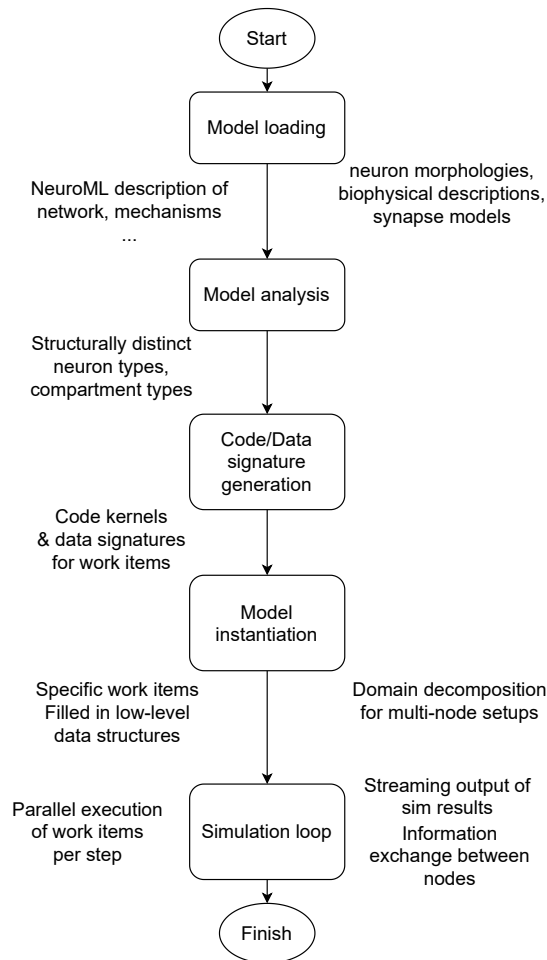 Start
Model loading
NeuroML description of
network, mechanisms
...
neuron morphologies,
biophysical descriptions,
synapse models
Model analysis
Structurally distinct
neuron types,
compartment types
Code/Data
signature
generation
Code kernels
& data signatures
for work items
Model
instantiation
Specific work items
Filled in low-level
data structures
Domain decomposition
for multi-node setups
Parallel execution
of work items
per step
Simulation loop
Streaming output of
sim results
Information
exchange between
nodes
Finish